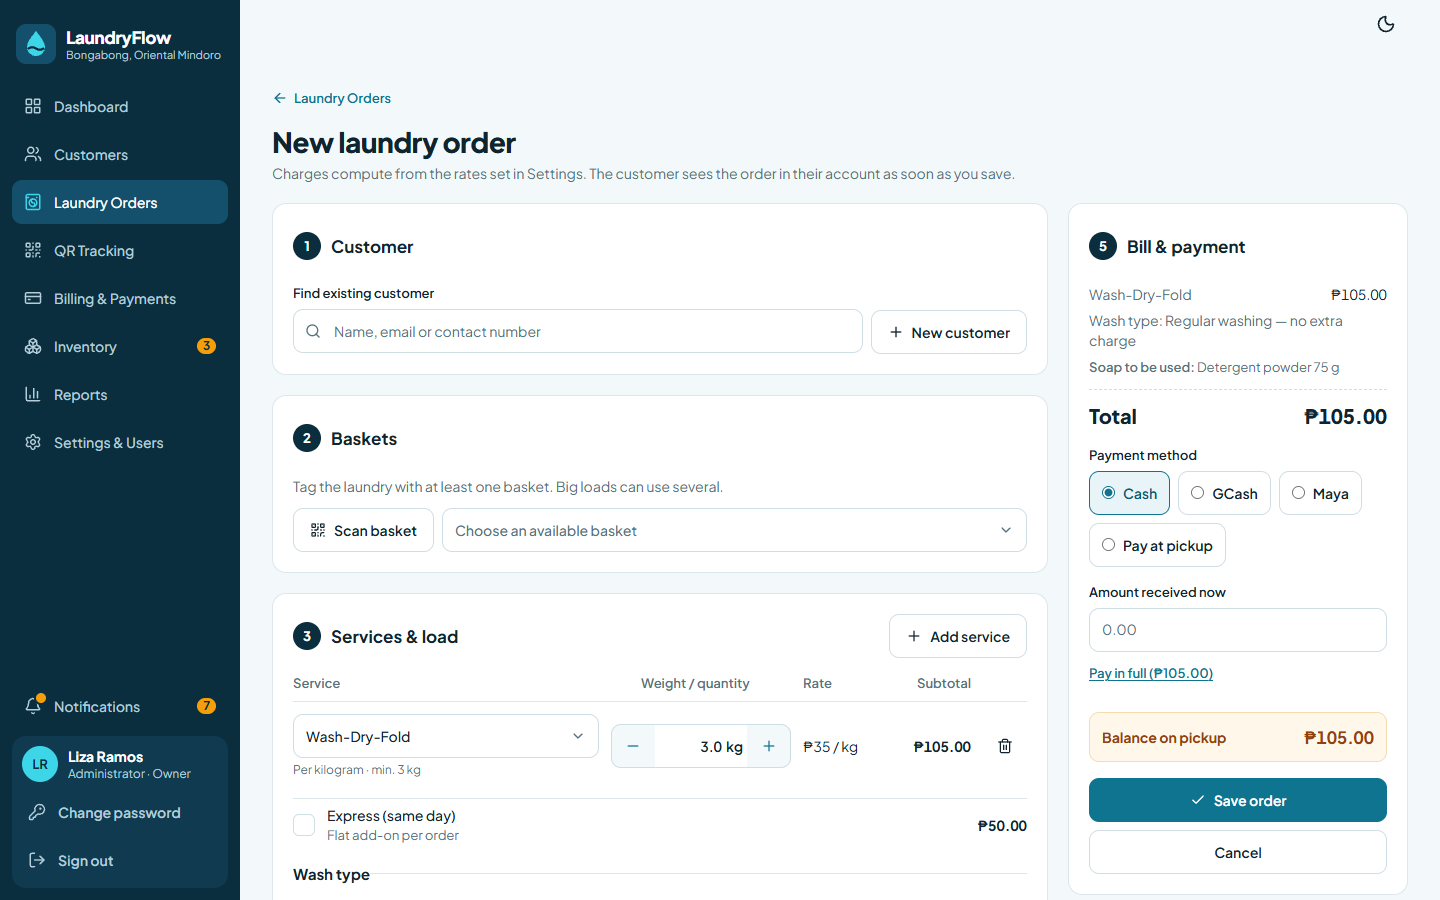 LaundryFlow
Bongabong, Oriental Mindoro
Dashboard
Customers
Laundry Orders
QR Tracking
Billing & Payments
Inventory 3
Reports
Settings & Users
Notifications 7
LR
Liza Ramos
Administrator · Owner
Change password
Sign out
Laundry Orders
New laundry order
Charges compute from the rates set in Settings. The customer sees the order in their account as soon as you save.
1 Customer
Find existing customer
Name, email or contact number
New customer
2 Baskets
Tag the laundry with at least one basket. Big loads can use several.
Scan basket
Choose an available basket
3 Services & load
Add service
Service Weight / quantity Rate Subtotal
Wash-Dry-Fold − 3.0 kg + ₱35 / kg ₱105.00
Per kilogram · min. 3 kg
Express (same day) ₱50.00
Flat add-on per order
Wash type
5 Bill & payment
Wash-Dry-Fold ₱105.00
Wash type: Regular washing — no extra
charge
Soap to be used: Detergent powder 75 g
Total ₱105.00
Payment method
Cash GCash Maya
Pay at pickup
Amount received now
0.00
Pay in full (₱105.00)
Balance on pickup ₱105.00
Save order
Cancel